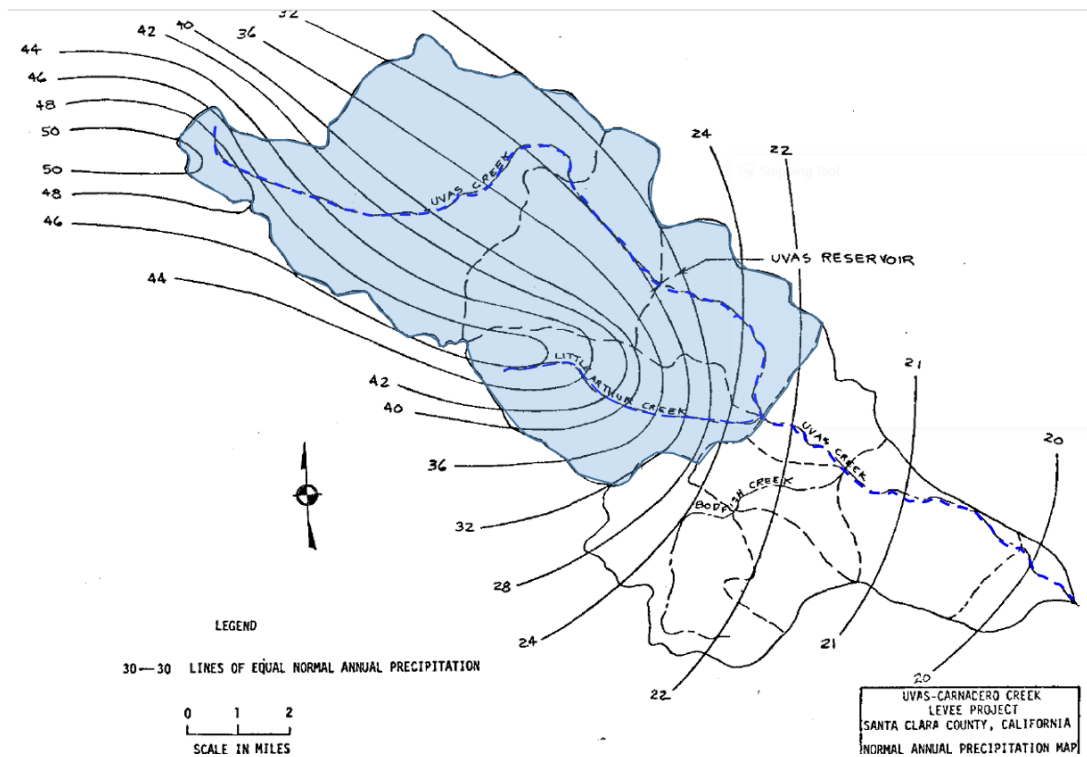 32
40
42
36
44
46
48
50
50
48
46
44
42
40
36
32
28
24
22
24
22
21
20
21
20
UVAS CREEK
UVAS RESERVOIR
LITTLE ARTHUR CREEK
UVAS CREEK
BODFISH CREEK
Snipping Tool
LEGEND
30—30 LINES OF EQUAL NORMAL ANNUAL PRECIPITATION
0 1 2
SCALE IN MILES
UVAS-CARNADERO CREEK
LEVEE PROJECT
SANTA CLARA COUNTY, CALIFORNIA
NORMAL ANNUAL PRECIPITATION MAP